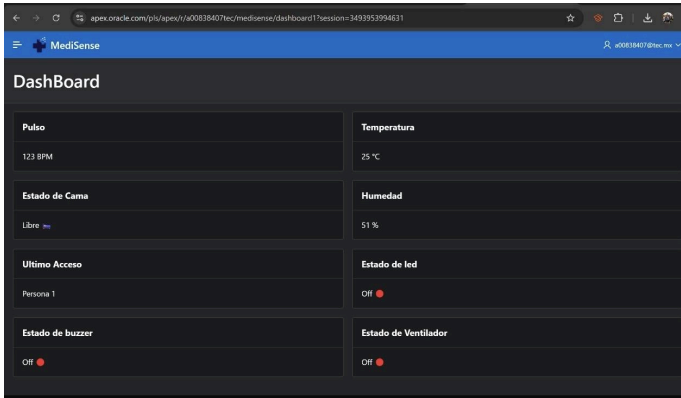 apex.oracle.com/pls/apex/r/a00838407tec/medisense/dashboard1?session=3493953994631
MediSense
a00838407@tec.mx
DashBoard
Pulso
Temperatura
123 BPM
25 °C
Estado de Cama
Humedad
Libre
51 %
Ultimo Acceso
Estado de led
Persona 1
Off
Estado de buzzer
Estado de Ventilador
Off
Off